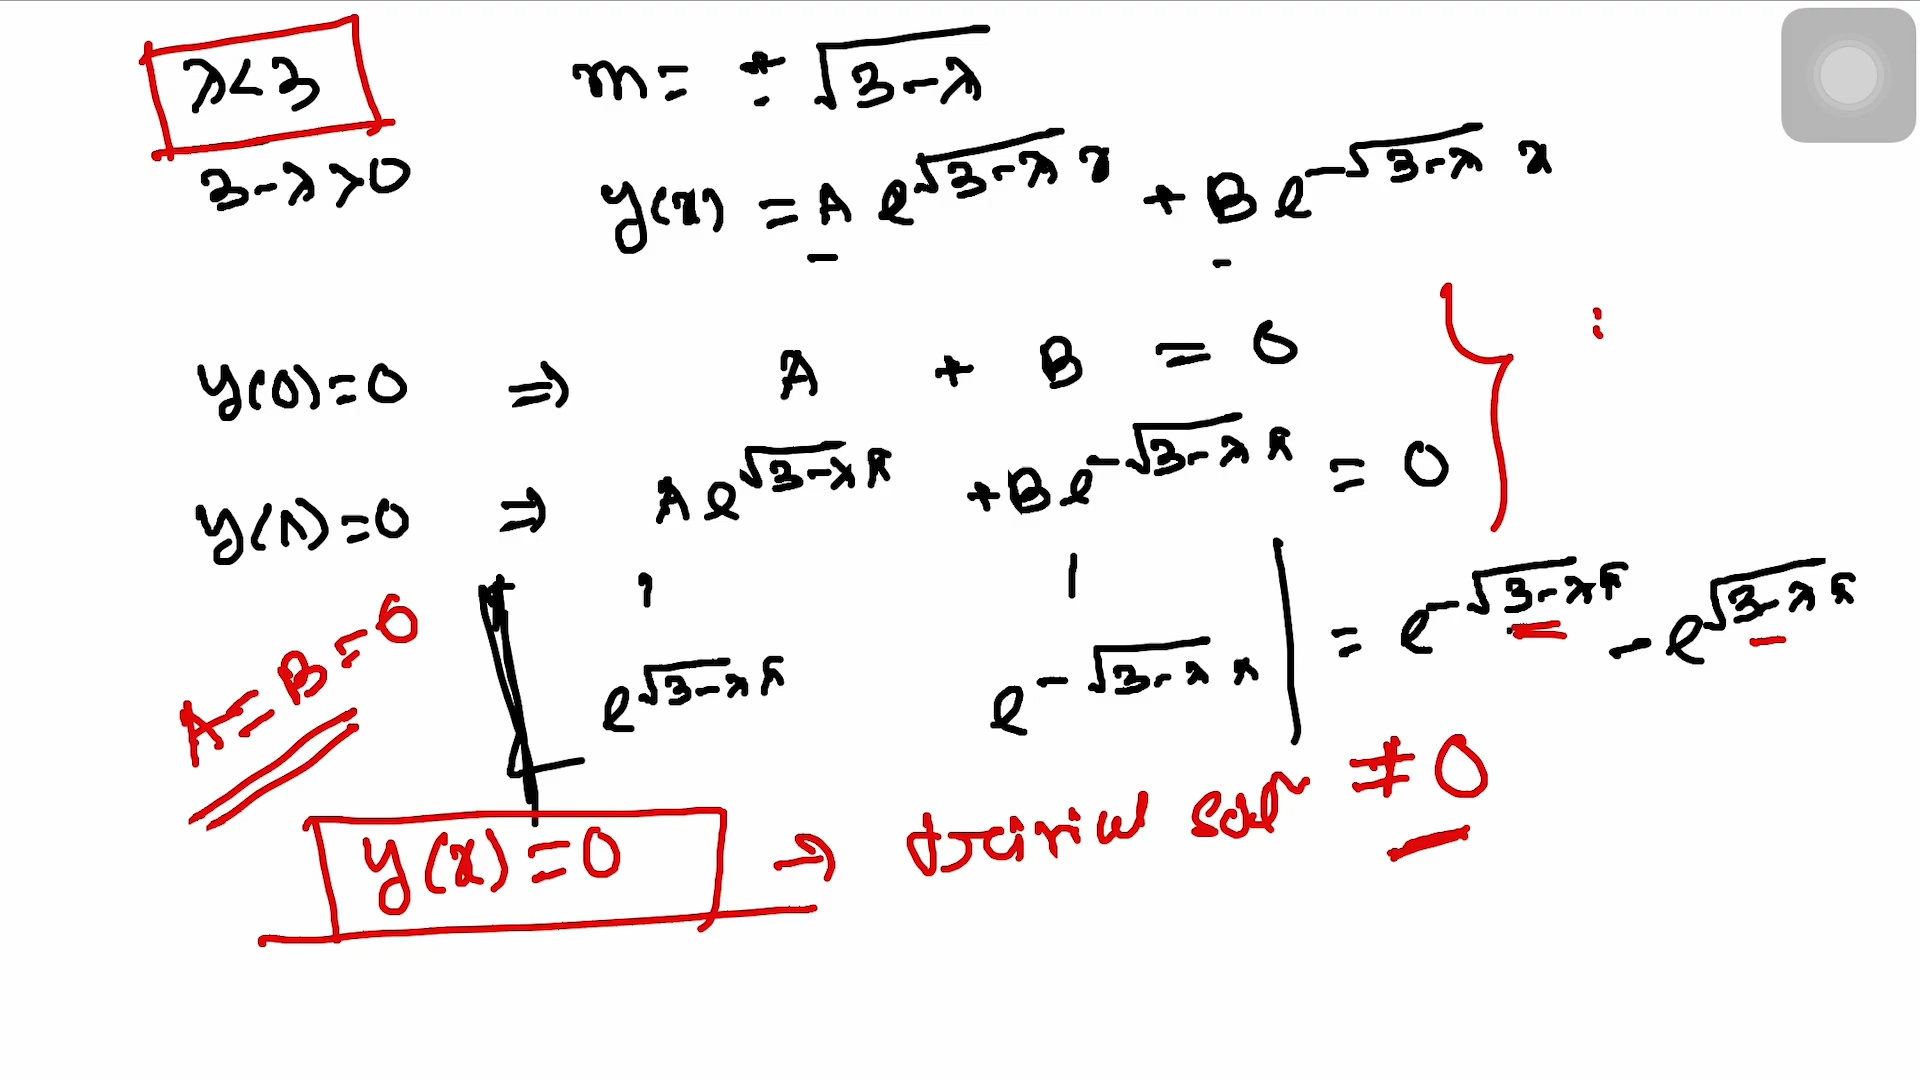 λ<3 m = ± √(3-λ)
3-λ>0
y(x) = A e^{√(3-λ) x} + B e^{-√(3-λ) x}
y(0)=0 ⇒ A + B = 0
y(π)=0 ⇒ A e^{√(3-λ) π} + B e^{-√(3-λ) π} = 0
| 1 1 |
| e^{√(3-λ) π} e^{-√(3-λ) π} | = e^{-√(3-λ) π} - e^{√(3-λ) π}
≠ 0
A = B = 0
y(x) = 0 → trivial solⁿ